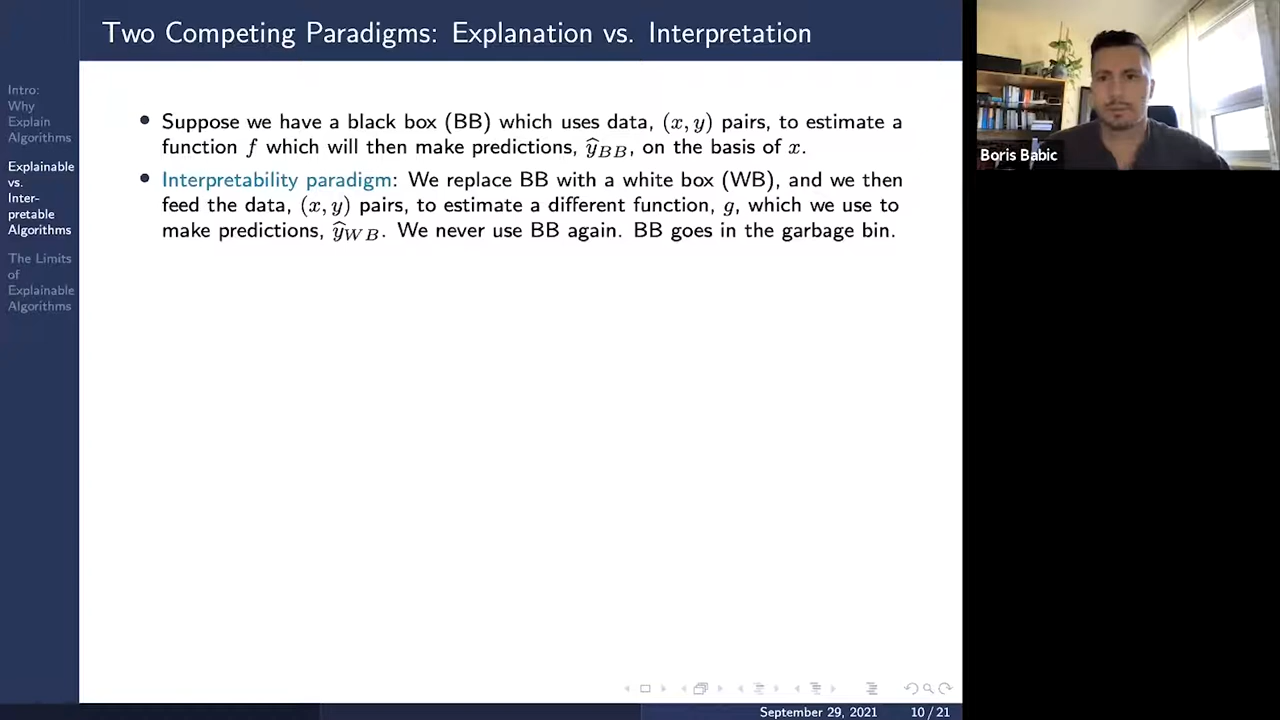 Two Competing Paradigms: Explanation vs. Interpretation
Intro:
Why
Explain
Algorithms
Explainable
vs.
Inter-
pretable
Algorithms
The Limits
of
Explainable
Algorithms
• Suppose we have a black box (BB) which uses data, (x, y) pairs, to estimate a
function f which will then make predictions, ŷ_BB, on the basis of x.
• Interpretability paradigm: We replace BB with a white box (WB), and we then
feed the data, (x, y) pairs, to estimate a different function, g, which we use to
make predictions, ŷ_WB. We never use BB again. BB goes in the garbage bin.
Boris Babic
September 29, 2021 10 / 21